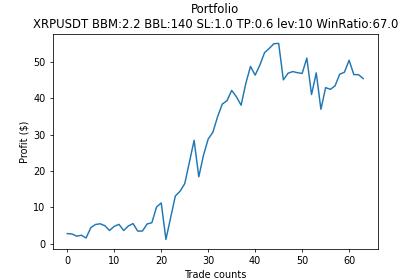 Portfolio
XRPUSDT BBM:2.2 BBL:140 SL:1.0 TP:0.6 lev:10 WinRatio:67.0
50
40
30
20
10
0
Profit ($)
0 10 20 30 40 50 60
Trade counts